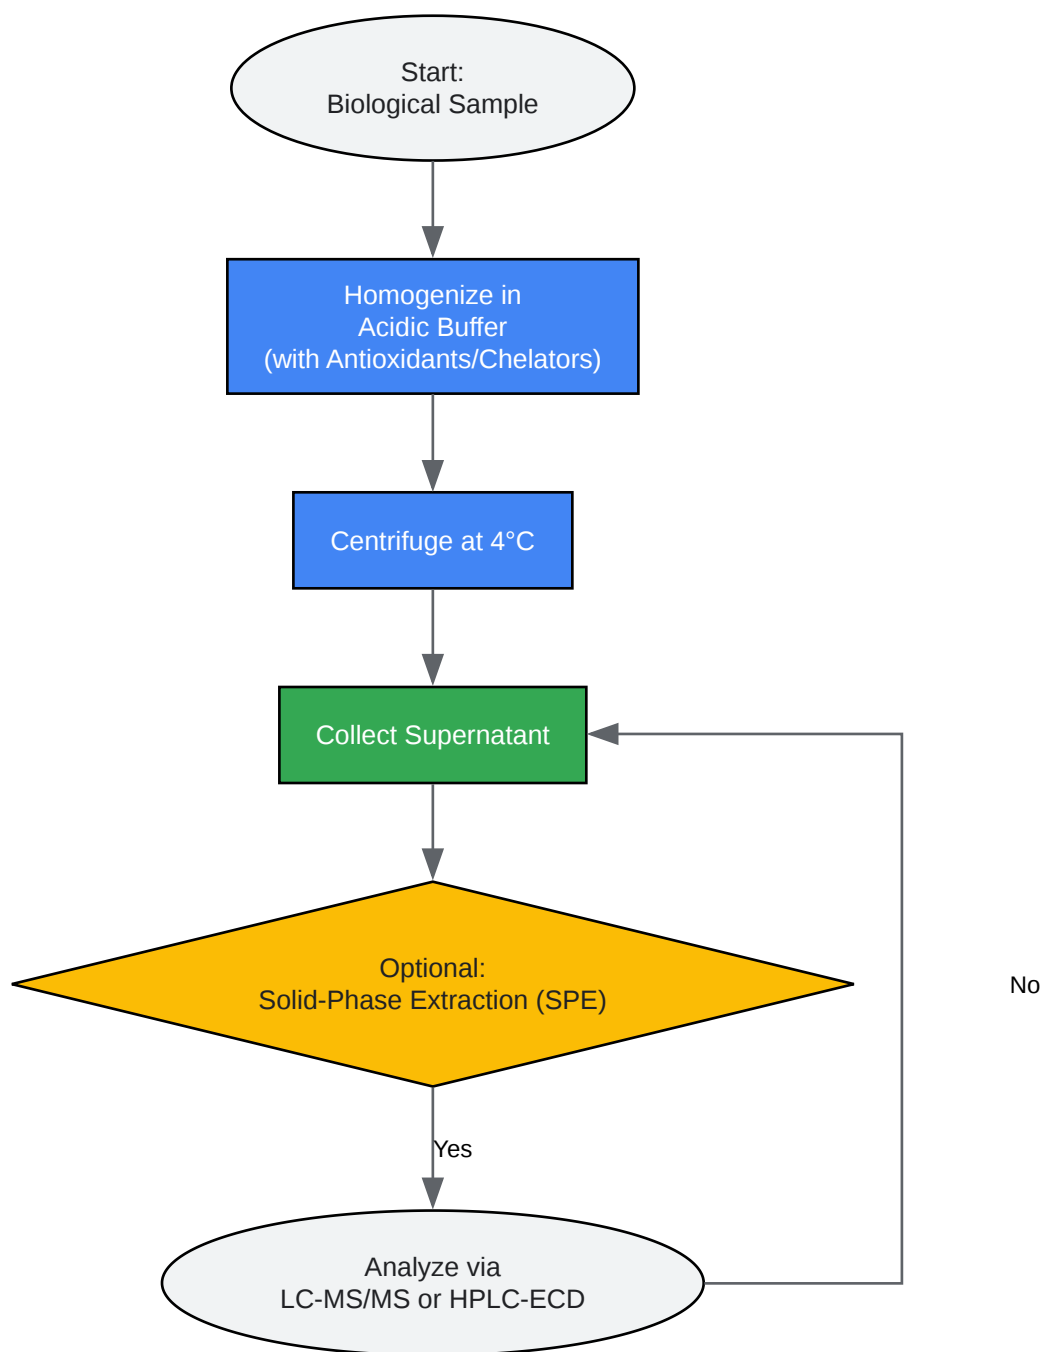 Start:
Biological Sample
Homogenize in
Acidic Buffer
(with Antioxidants/Chelators)
Centrifuge at 4°C
Collect Supernatant
Optional:
Solid-Phase Extraction (SPE)
No
Yes
Analyze via
LC-MS/MS or HPLC-ECD